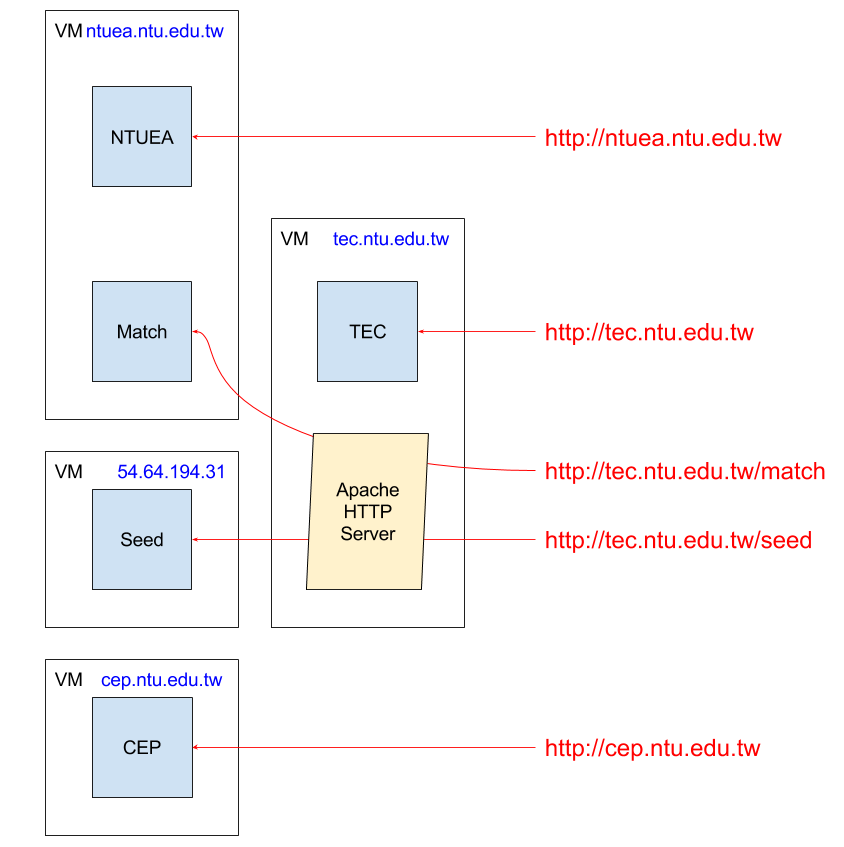 VM ntuea.ntu.edu.tw
NTUEA
http://ntuea.ntu.edu.tw
VM tec.ntu.edu.tw
Match
TEC
http://tec.ntu.edu.tw
VM 54.64.194.31
http://tec.ntu.edu.tw/match
Apache
HTTP
Server
Seed
http://tec.ntu.edu.tw/seed
VM cep.ntu.edu.tw
CEP
http://cep.ntu.edu.tw